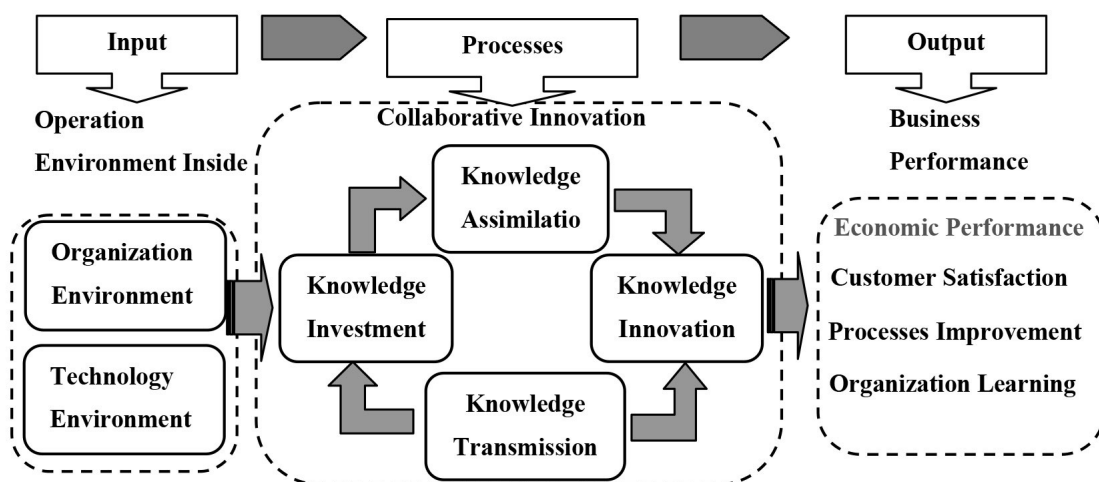 Input
Processes
Output
Operation
Environment Inside
Collaborative Innovation
Business
Performance
Knowledge
Assimilatio
Organization
Environment
Knowledge
Investment
Knowledge
Innovation
Technology
Environment
Knowledge
Transmission
Economic Performance
Customer Satisfaction
Processes Improvement
Organization Learning